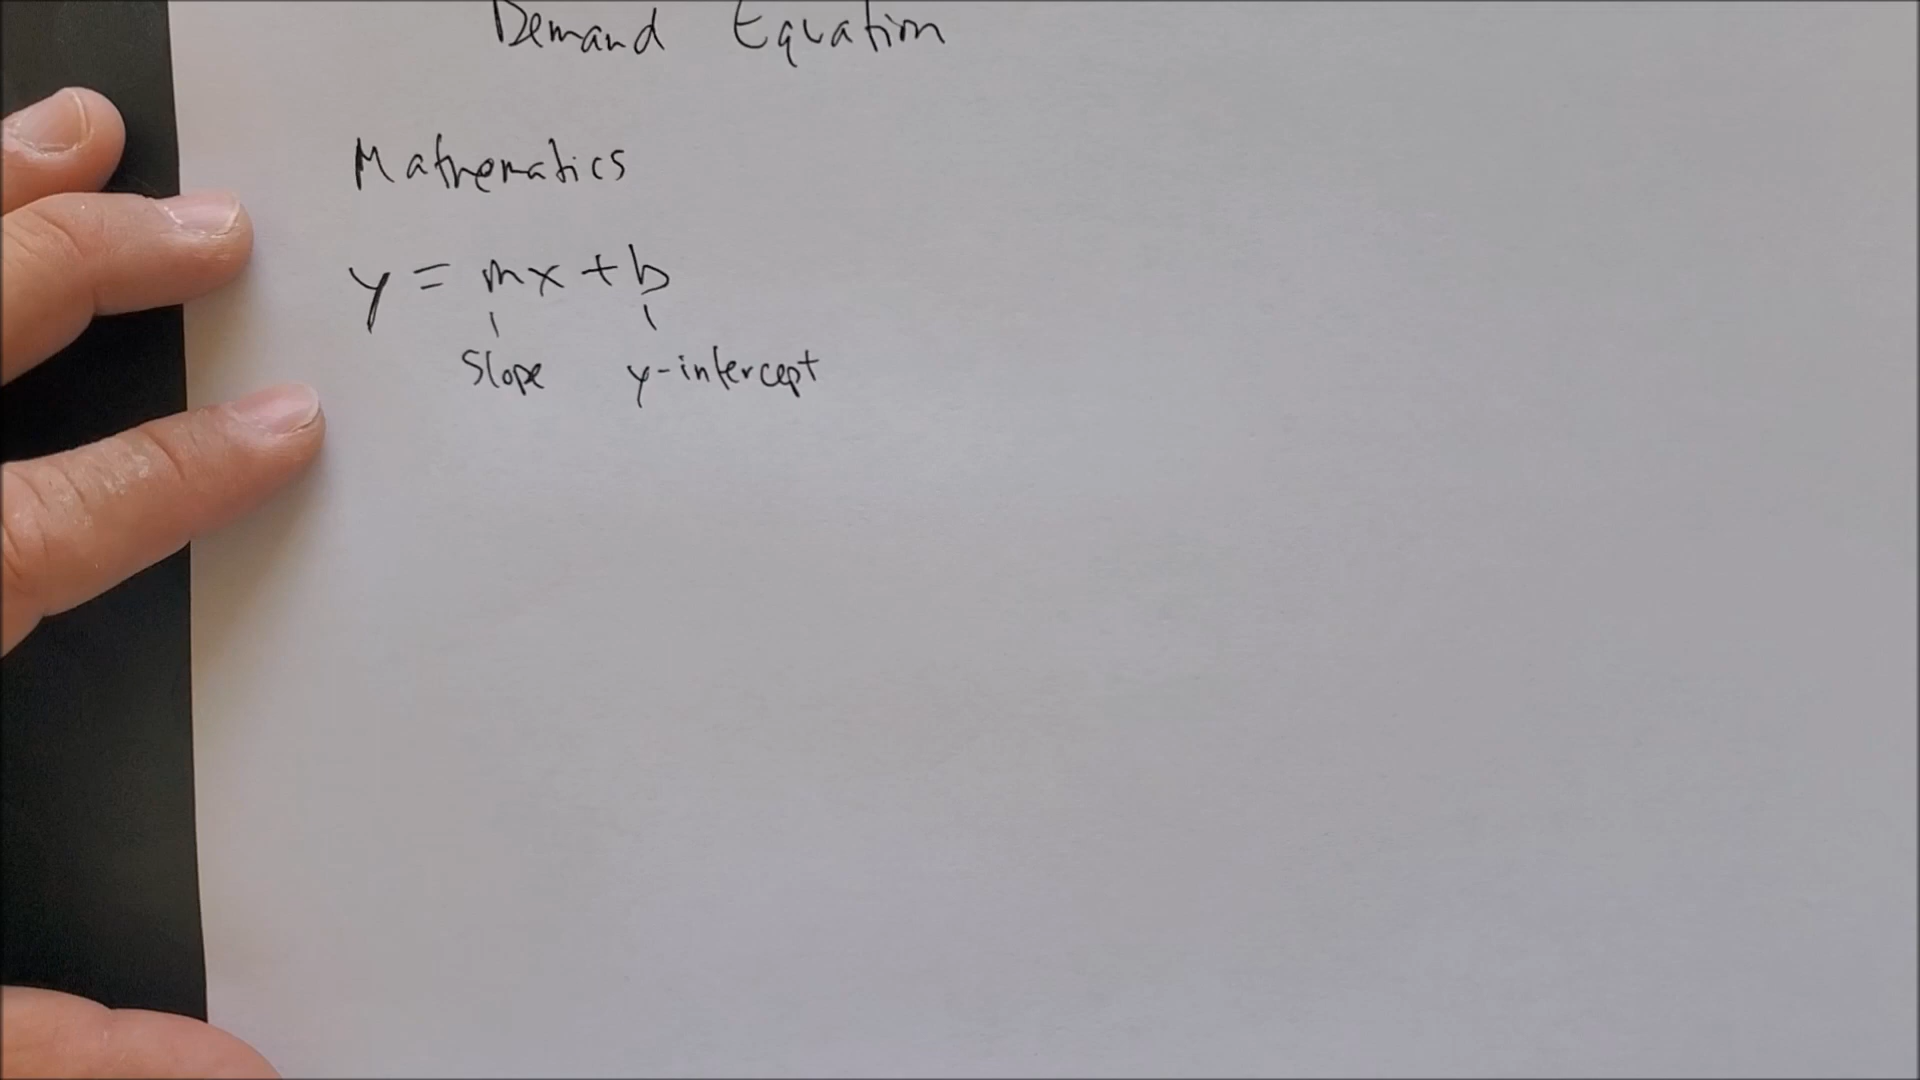 Demand Equation
Mathematics
y = mx + b
Slope y-intercept